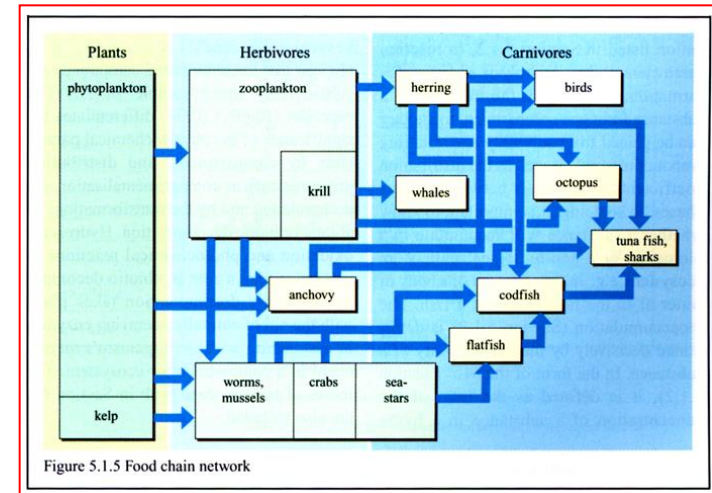 Plants
Herbivores
Carnivores
phytoplankton
zooplankton
herring
birds
krill
whales
octopus
tuna fish,
sharks
anchovy
codfish
flatfish
worms,
mussels
crabs
sea-
stars
kelp
Figure 5.1.5 Food chain network